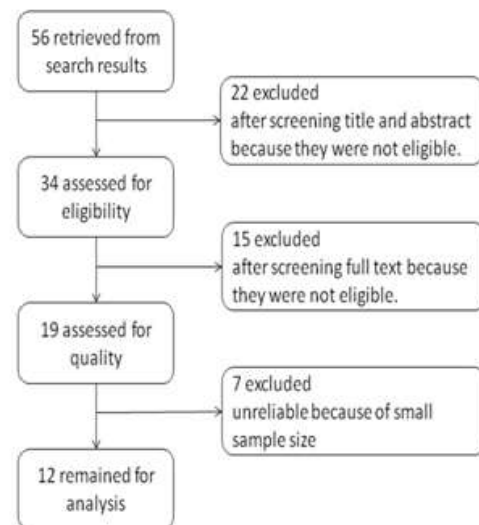 56 retrieved from
search results
22 excluded
after screening title and abstract
because they were not eligible.
34 assessed for
eligibility
15 excluded
after screening full text because
they were not eligible.
19 assessed for
quality
7 excluded
unreliable because of small
sample size
12 remained for
analysis